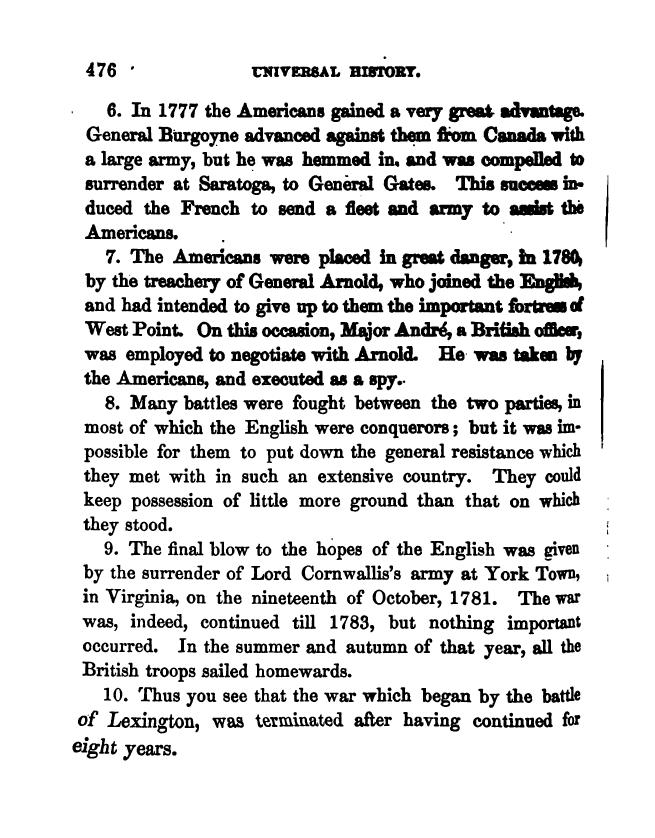 476
UNIVERSAL HISTORY.
6. In 1777 the Americans gained a very great advantage.
General Burgoyne advanced against them from Canada with
a large army, but he was hemmed in, and was compelled to
surrender at Saratoga, to General Gates. This success in-
duced the French to send a fleet and army to assist the
Americans.
7. The Americans were placed in great danger, in 1780,
by the treachery of General Arnold, who joined the English,
and had intended to give up to them the important fortress of
West Point. On this occasion, Major André, a British officer,
was employed to negotiate with Arnold. He was taken by
the Americans, and executed as a spy.
8. Many battles were fought between the two parties, in
most of which the English were conquerors; but it was im-
possible for them to put down the general resistance which
they met with in such an extensive country. They could
keep possession of little more ground than that on which
they stood.
9. The final blow to the hopes of the English was given
by the surrender of Lord Cornwallis's army at York Town,
in Virginia, on the nineteenth of October, 1781. The war
was, indeed, continued till 1783, but nothing important
occurred. In the summer and autumn of that year, all the
British troops sailed homewards.
10. Thus you see that the war which began by the battle
of Lexington, was terminated after having continued for
eight years.